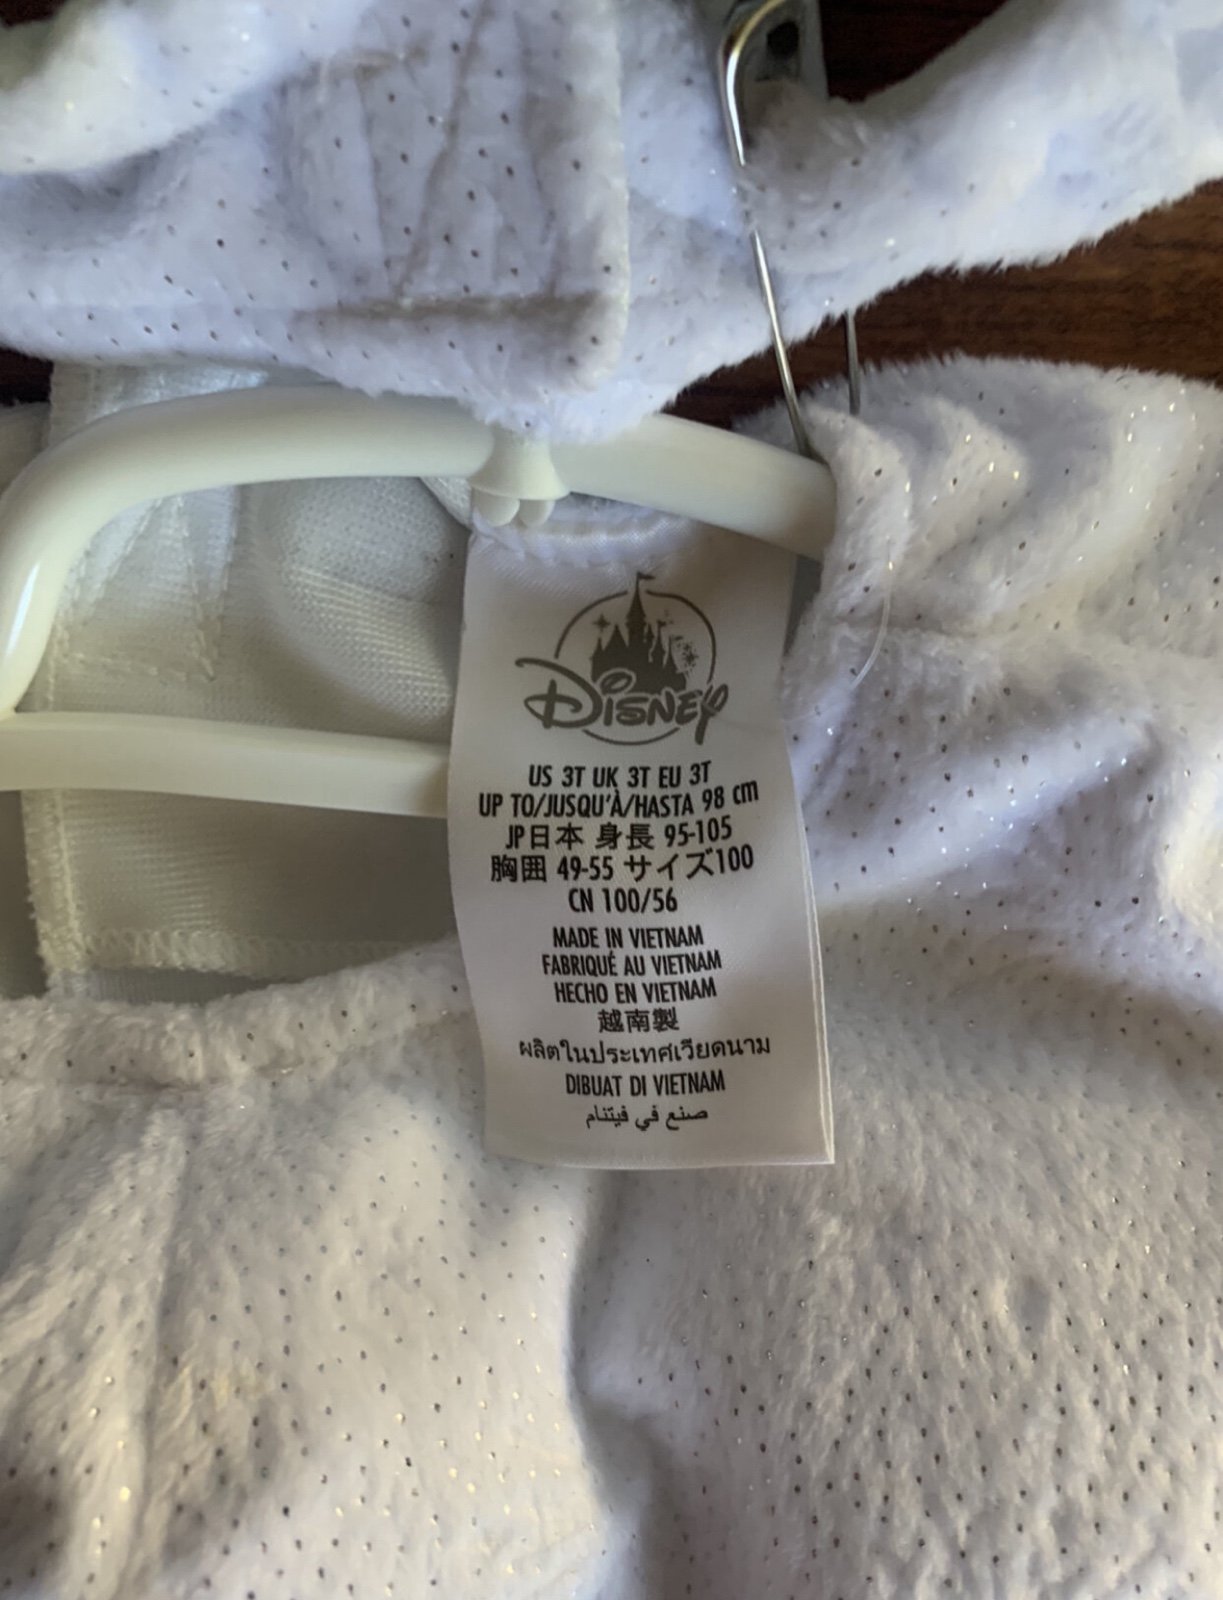 Disney
US 3T UK 3T EU 3T
UP TO/JUSQU'À/HASTA 98 cm
JP日本 身長 95-105
胸囲 49-55 サイズ100
CN 100/56
MADE IN VIETNAM
FABRIQUÉ AU VIETNAM
HECHO EN VIETNAM
越南製
ผลิตในประเทศเวียดนาม
DIBUAT DI VIETNAM
صنع في فيتنام